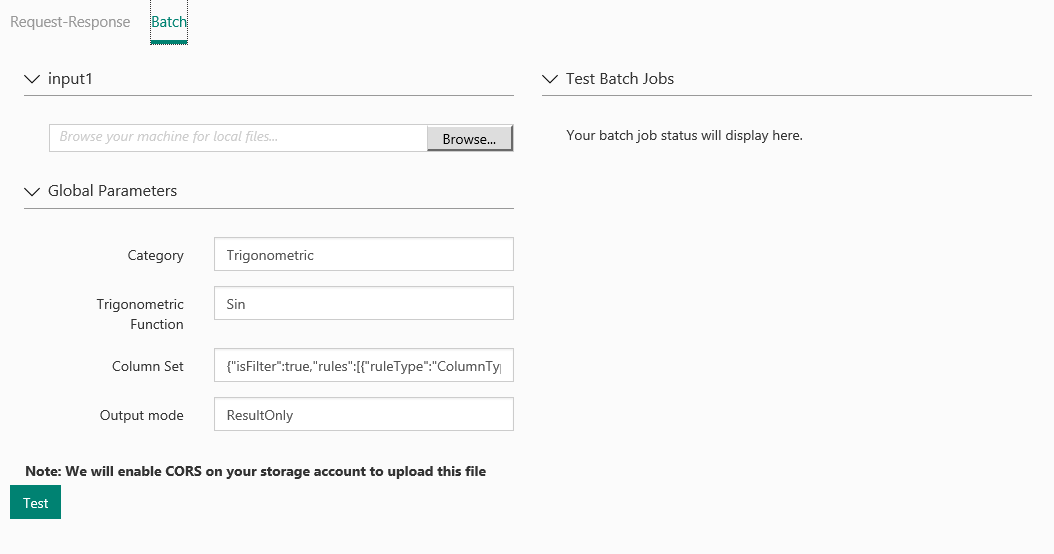 Request-Response Batch
input1
Browse your machine for local files...
Browse...
Global Parameters
Category
Trigonometric
Trigonometric
Function
Sin
Column Set
{"isFilter":true,"rules":[{"ruleType":"ColumnTyp
Output mode
ResultOnly
Note: We will enable CORS on your storage account to upload this file
Test
Test Batch Jobs
Your batch job status will display here.